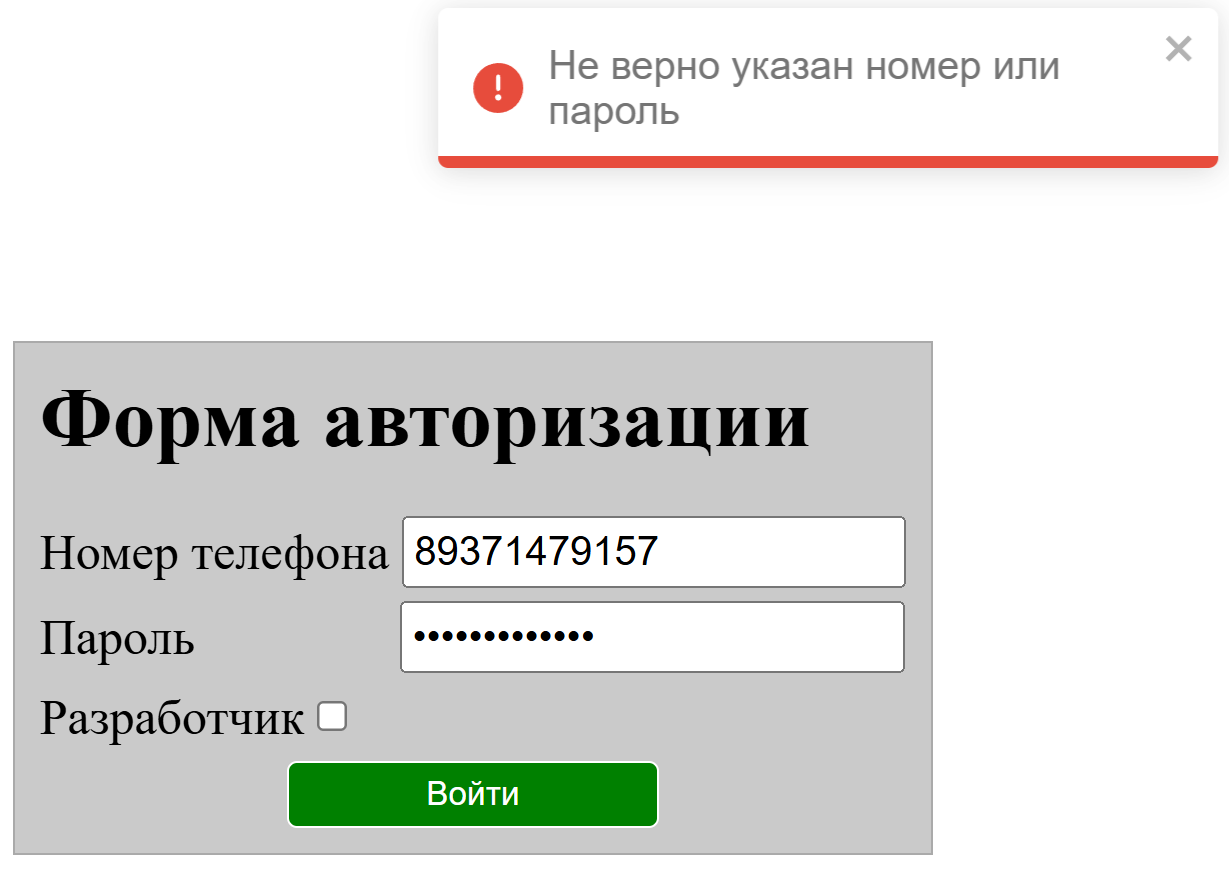 Не верно указан номер или
пароль
Форма авторизации
Номер телефона 89371479157
Пароль •••••••••••••
Разработчик
Войти